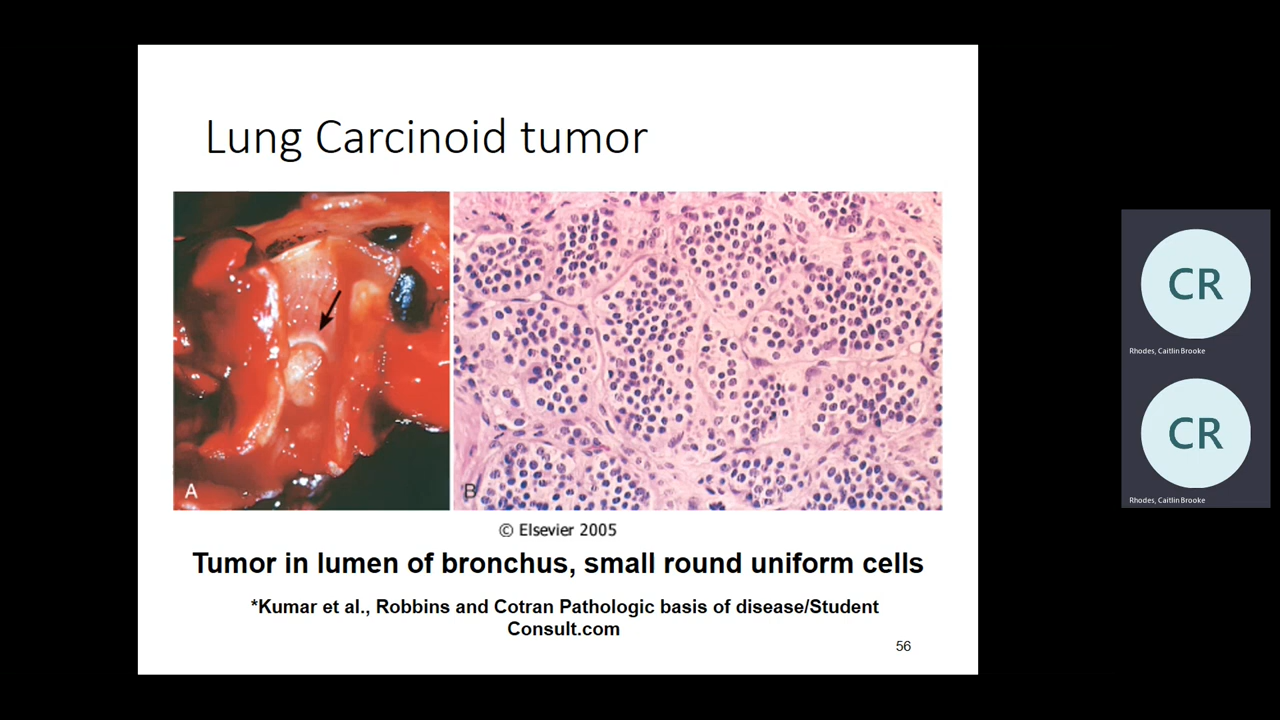 Lung Carcinoid tumor
A
B
© Elsevier 2005
Tumor in lumen of bronchus, small round uniform cells
*Kumar et al., Robbins and Cotran Pathologic basis of disease/Student
Consult.com
56
CR
Rhodes, Caitlin Brooke
CR
Rhodes, Caitlin Brooke